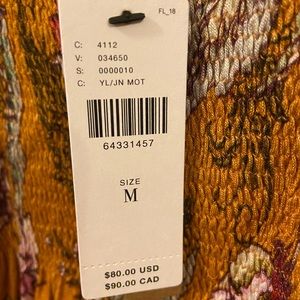 FL_18
C: 4112
V: 034650
S: 0000010
C: YL/JN MOT
64331457
SIZE
M
$80.00 USD
$90.00 CAD